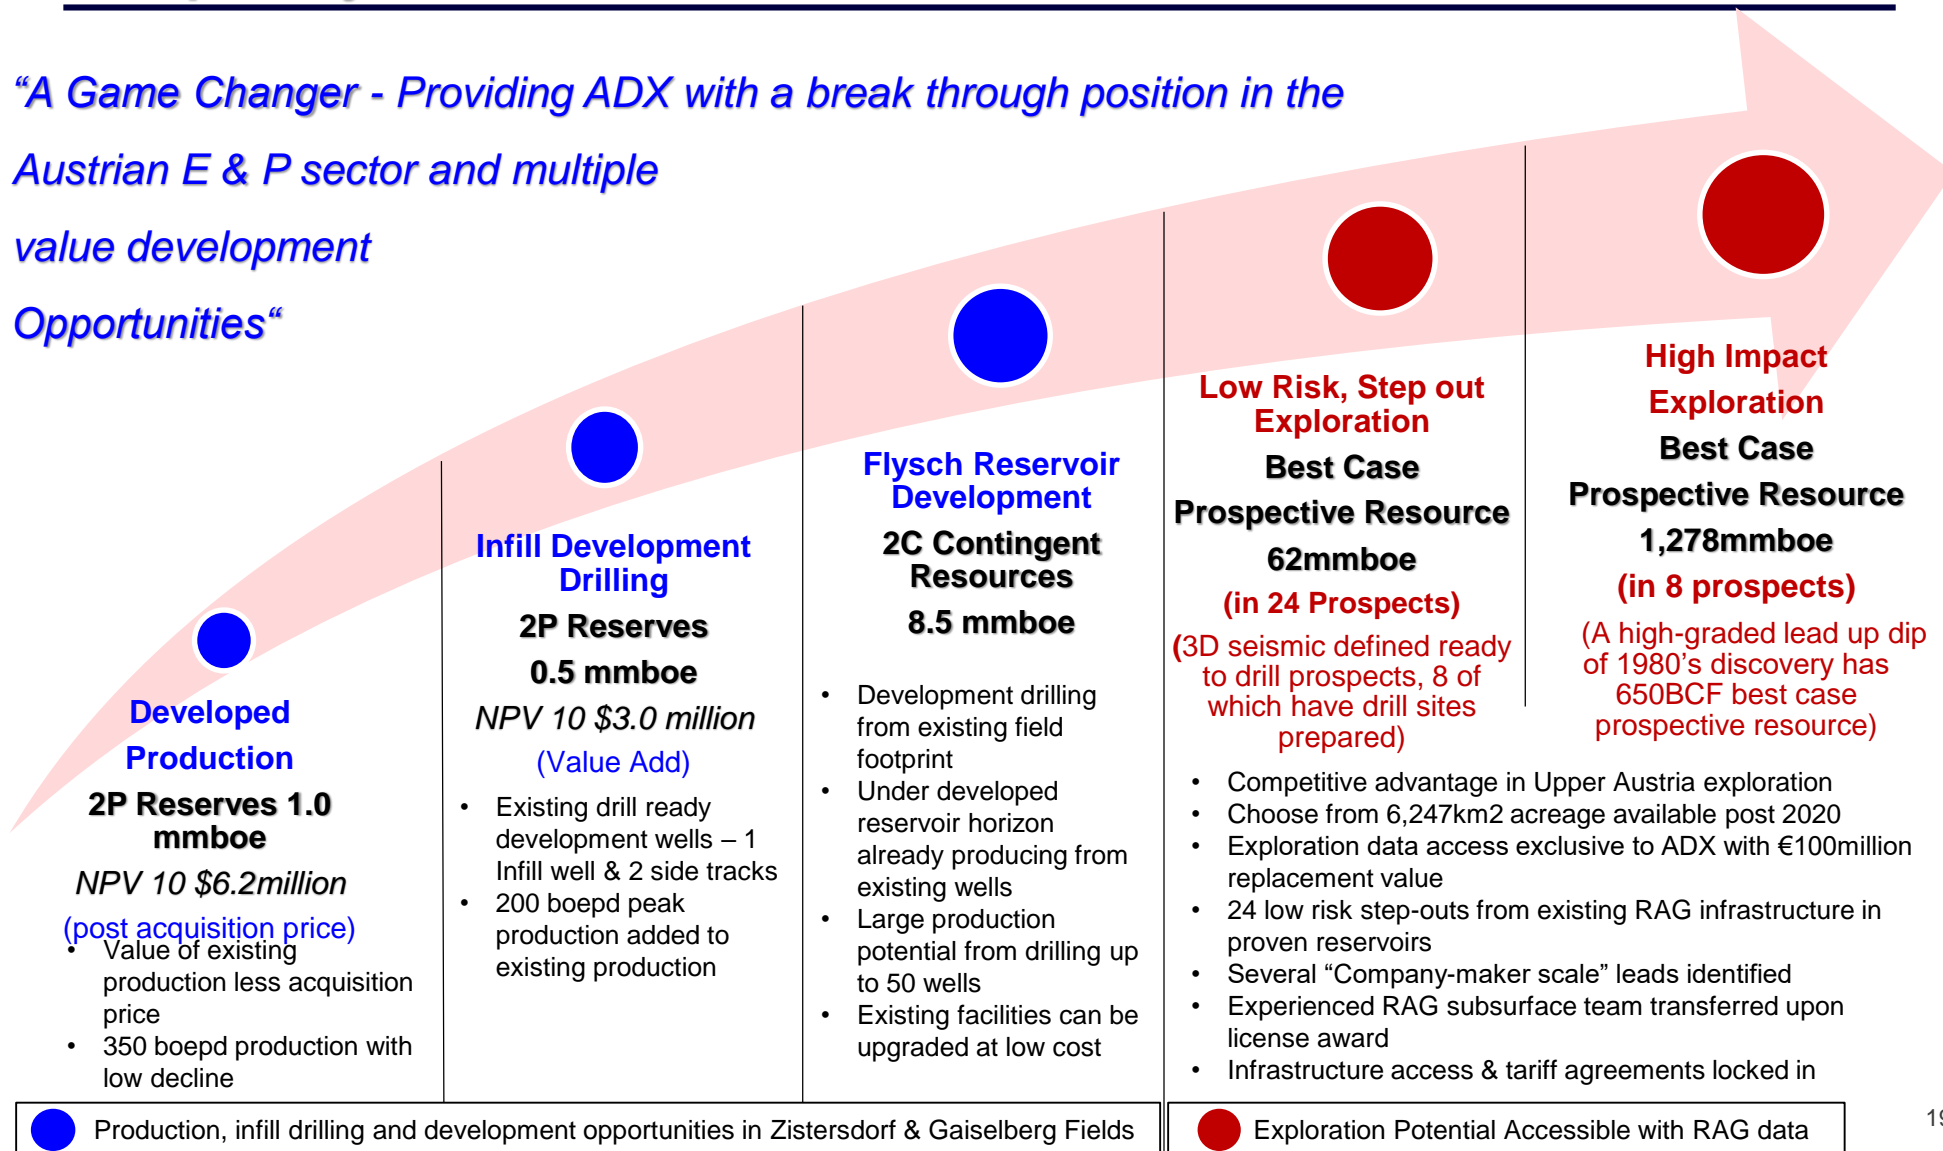 “A Game Changer - Providing ADX with a break through position in the
Austrian E & P sector and multiple
value development
Opportunities“
Developed
Production
2P Reserves 1.0
mmboe
NPV 10 $6.2million
(post acquisition price)
• Value of existing
production less acquisition
price
• 350 boepd production with
low decline
Infill Development
Drilling
2P Reserves
0.5 mmboe
NPV 10 $3.0 million
(Value Add)
• Existing drill ready
development wells – 1
Infill well & 2 side tracks
• 200 boepd peak
production added to
existing production
Flysch Reservoir
Development
2C Contingent
Resources
8.5 mmboe
• Development drilling
from existing field
footprint
• Under developed
reservoir horizon
already producing from
existing wells
• Large production
potential from drilling up
to 50 wells
• Existing facilities can be
upgraded at low cost
Low Risk, Step out
Exploration
Best Case
Prospective Resource
62mmboe
(in 24 Prospects)
(3D seismic defined ready
to drill prospects, 8 of
which have drill sites
prepared)
High Impact
Exploration
Best Case
Prospective Resource
1,278mmboe
(in 8 prospects)
(A high-graded lead up dip
of 1980’s discovery has
650BCF best case
prospective resource)
• Competitive advantage in Upper Austria exploration
• Choose from 6,247km2 acreage available post 2020
• Exploration data access exclusive to ADX with €100million
replacement value
• 24 low risk step-outs from existing RAG infrastructure in
proven reservoirs
• Several “Company-maker scale” leads identified
• Experienced RAG subsurface team transferred upon
license award
• Infrastructure access & tariff agreements locked in
Production, infill drilling and development opportunities in Zistersdorf & Gaiselberg Fields
Exploration Potential Accessible with RAG data
19